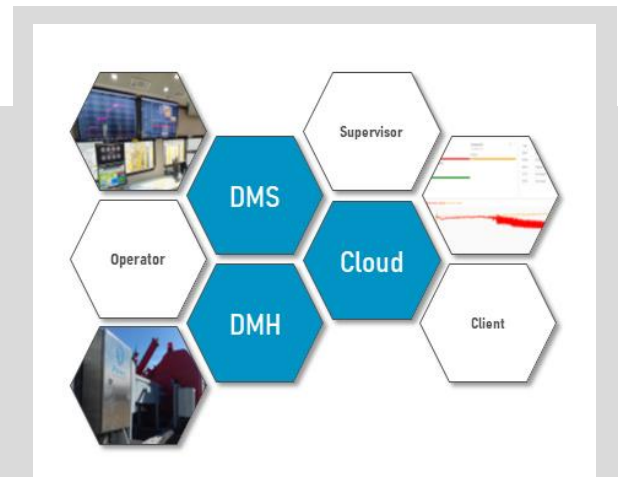 Supervisor
DMS
Operator
Cloud
DMH
Client